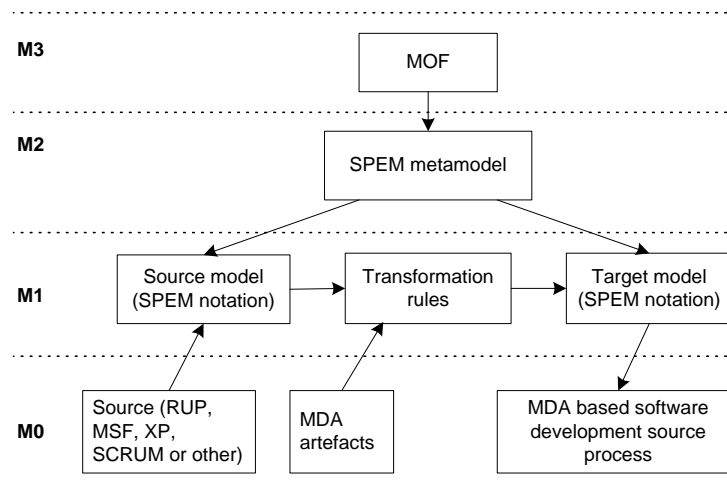 M3
MOF
M2
SPEM metamodel
M1
Source model
(SPEM notation)
Transformation
rules
Target model
(SPEM notation)
M0
Source (RUP,
MSF, XP,
SCRUM or other)
MDA
artefacts
MDA based software
development source
process